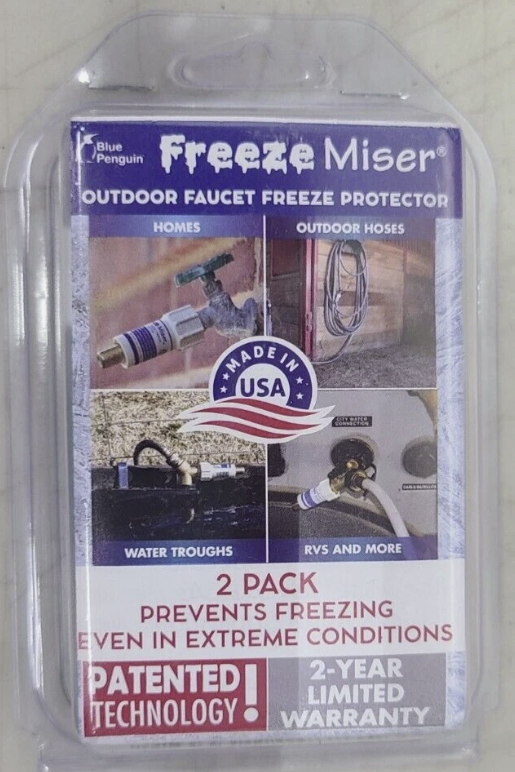 Blue
Penguin
Freeze Miser®
OUTDOOR FAUCET FREEZE PROTECTOR
HOMES
OUTDOOR HOSES
MADE IN
USA
CITY WATER
CONNECTION
WATER TROUGHS
RVS AND MORE
2 PACK
PREVENTS FREEZING
EVEN IN EXTREME CONDITIONS
PATENTED
TECHNOLOGY!
2-YEAR
LIMITED
WARRANTY